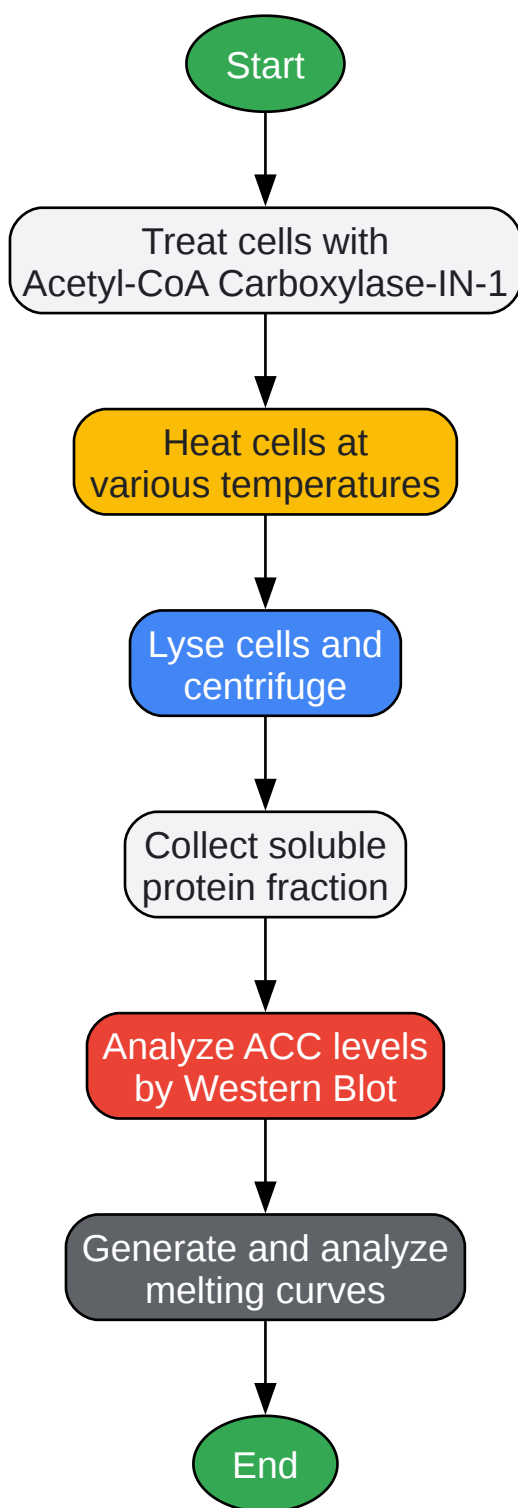 Start
Treat cells with
Acetyl-CoA Carboxylase-IN-1
Heat cells at
various temperatures
Lyse cells and
centrifuge
Collect soluble
protein fraction
Analyze ACC levels
by Western Blot
Generate and analyze
melting curves
End